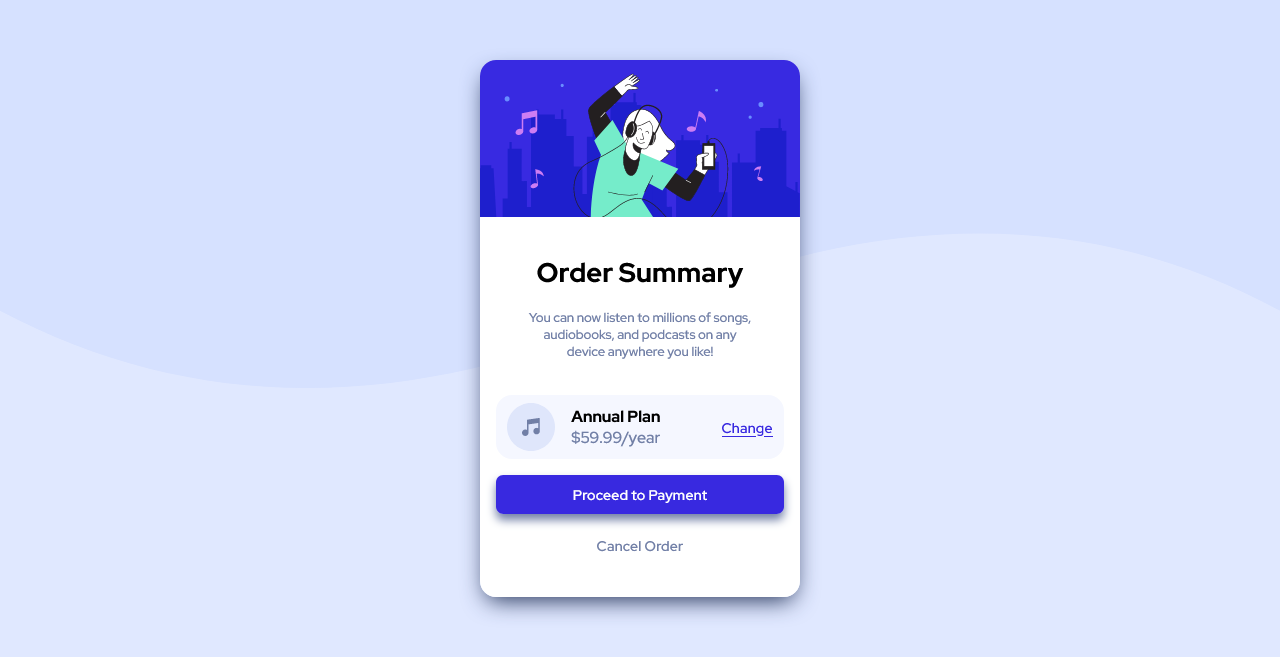 Order Summary
You can now listen to millions of songs,
audiobooks, and podcasts on any
device anywhere you like!
Annual Plan
$59.99/year
Change
Proceed to Payment
Cancel Order